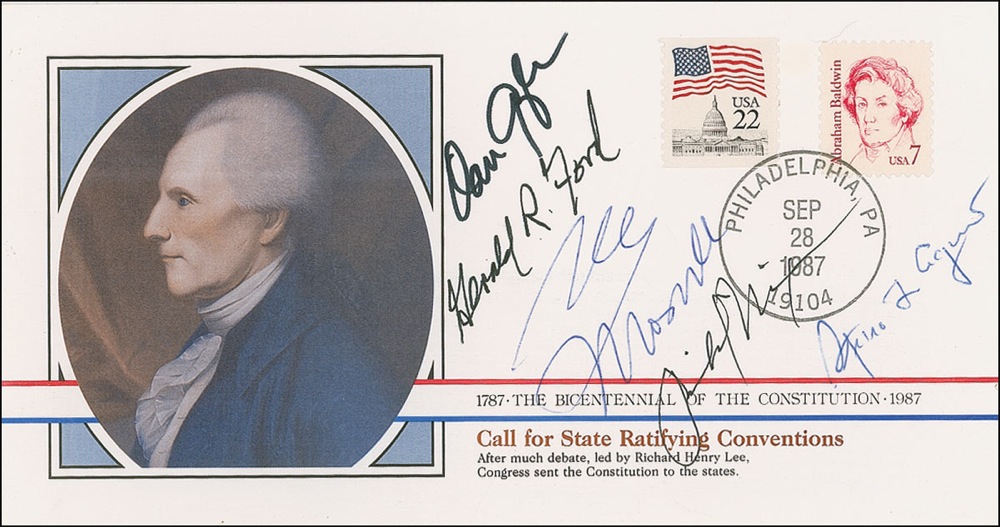 Gerald R. Ford
USA
22
Abraham Baldwin
USA 7
PHILADELPHIA, PA
SEP
28
1987
19104
1787·THE BICENTENNIAL OF THE CONSTITUTION·1987
Call for State Ratifying Conventions
After much debate, led by Richard Henry Lee,
Congress sent the Constitution to the states.